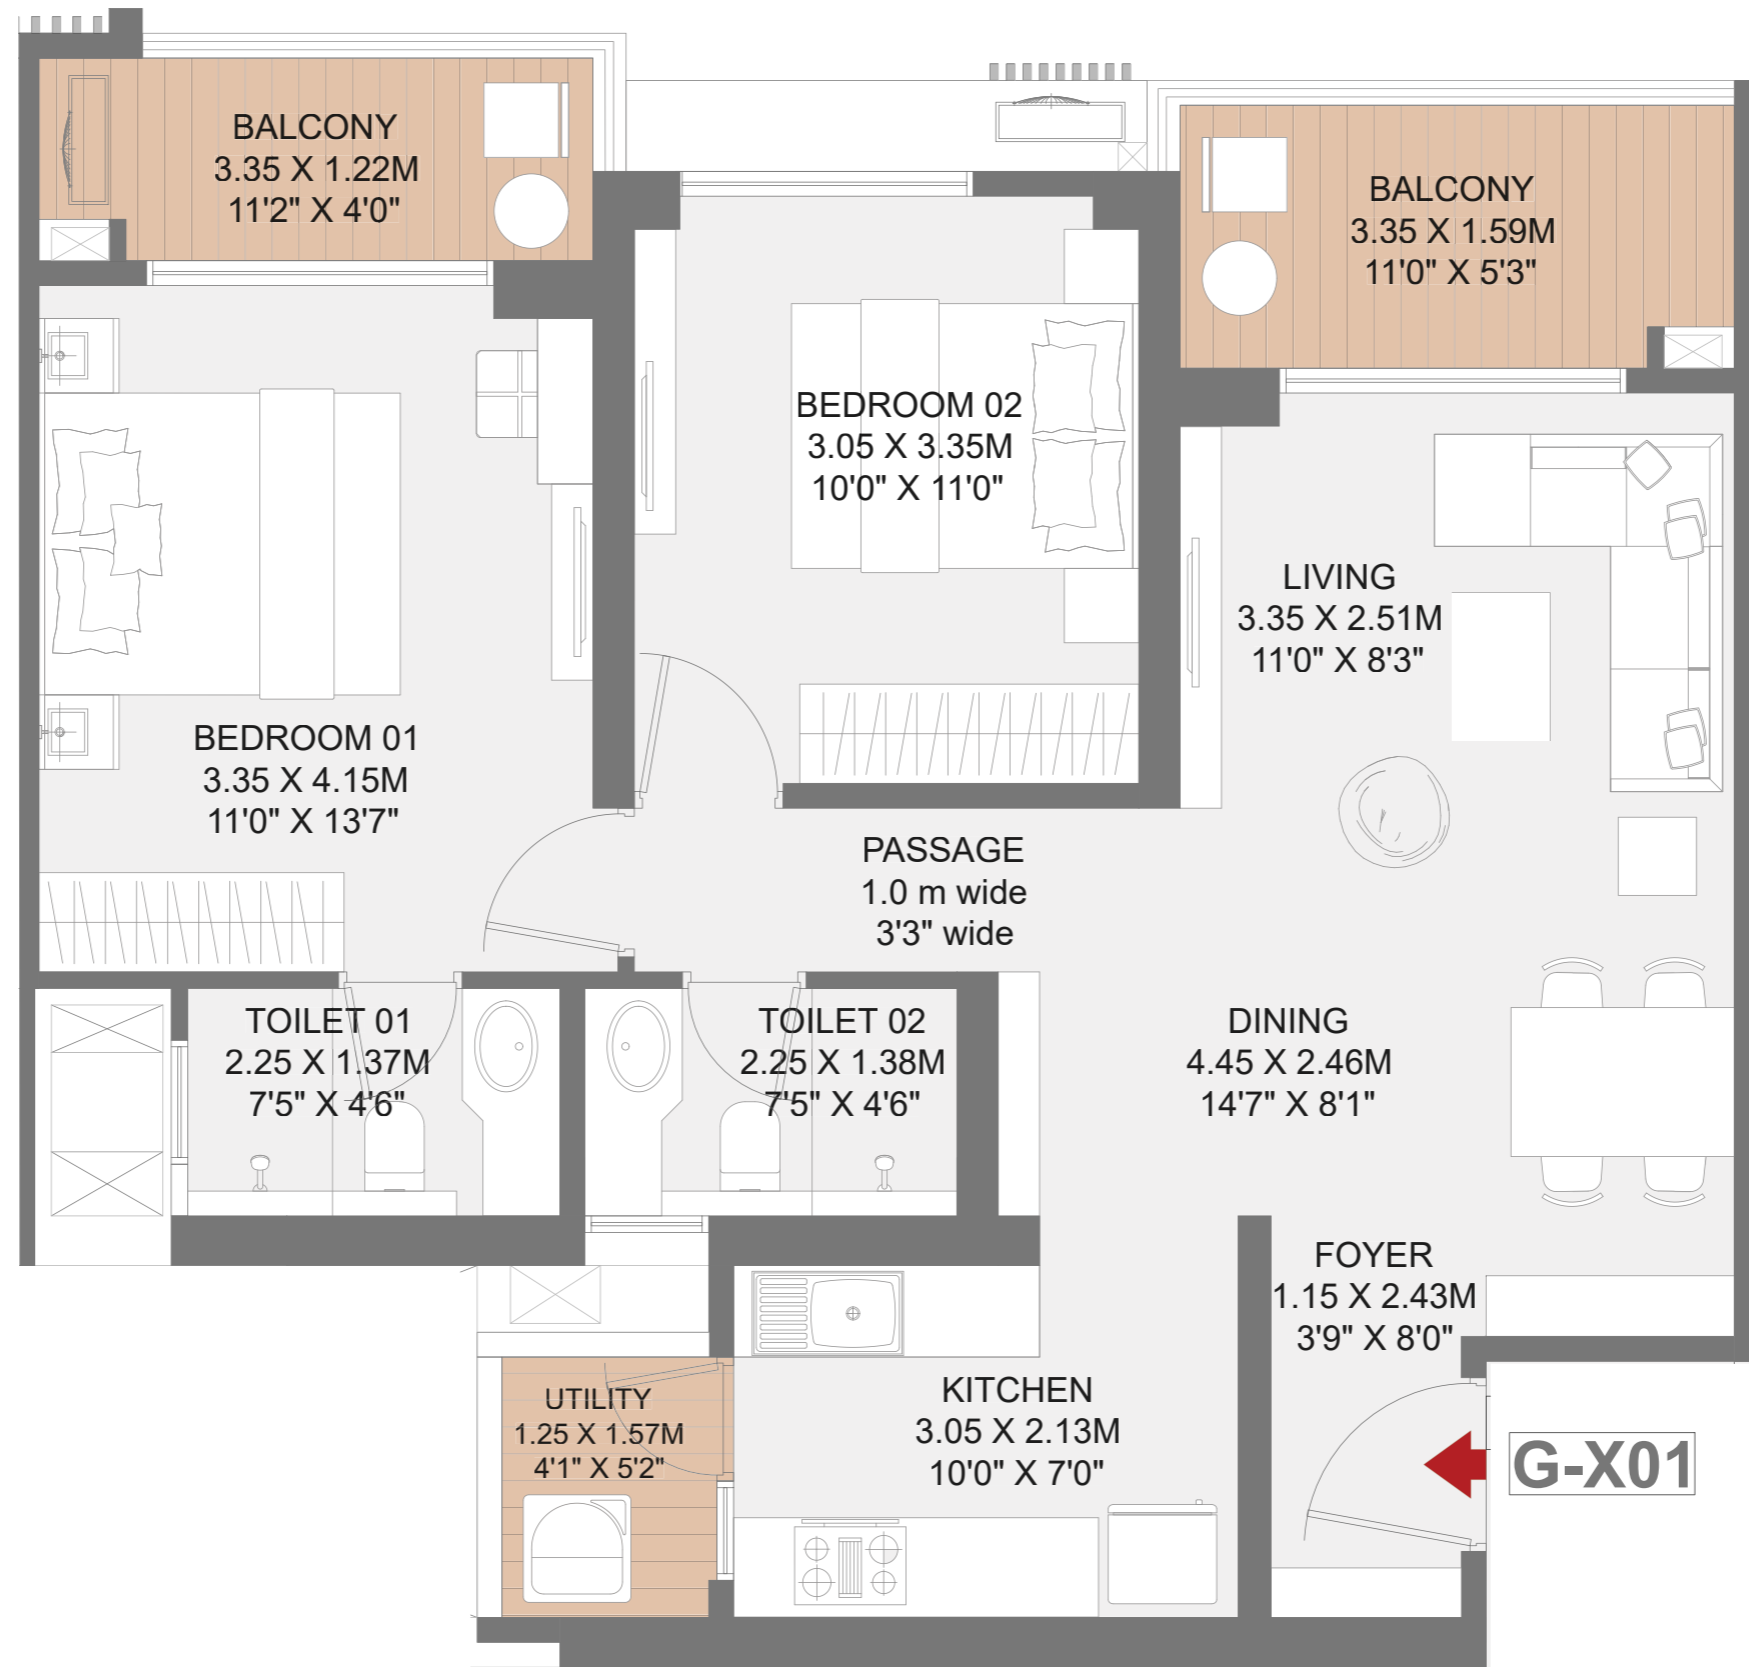 BALCONY
3.35 X 1.22M
11'2" X 4'0"
BALCONY
3.35 X 1.59M
11'0" X 5'3"
BEDROOM 02
3.05 X 3.35M
10'0" X 11'0"
LIVING
3.35 X 2.51M
11'0" X 8'3"
BEDROOM 01
3.35 X 4.15M
11'0" X 13'7"
PASSAGE
1.0 m wide
3'3" wide
TOILET 01
2.25 X 1.37M
7'5" X 4'6"
TOILET 02
2.25 X 1.38M
7'5" X 4'6"
DINING
4.45 X 2.46M
14'7" X 8'1"
FOYER
1.15 X 2.43M
3'9" X 8'0"
UTILITY
1.25 X 1.57M
4'1" X 5'2"
KITCHEN
3.05 X 2.13M
10'0" X 7'0"
G-X01